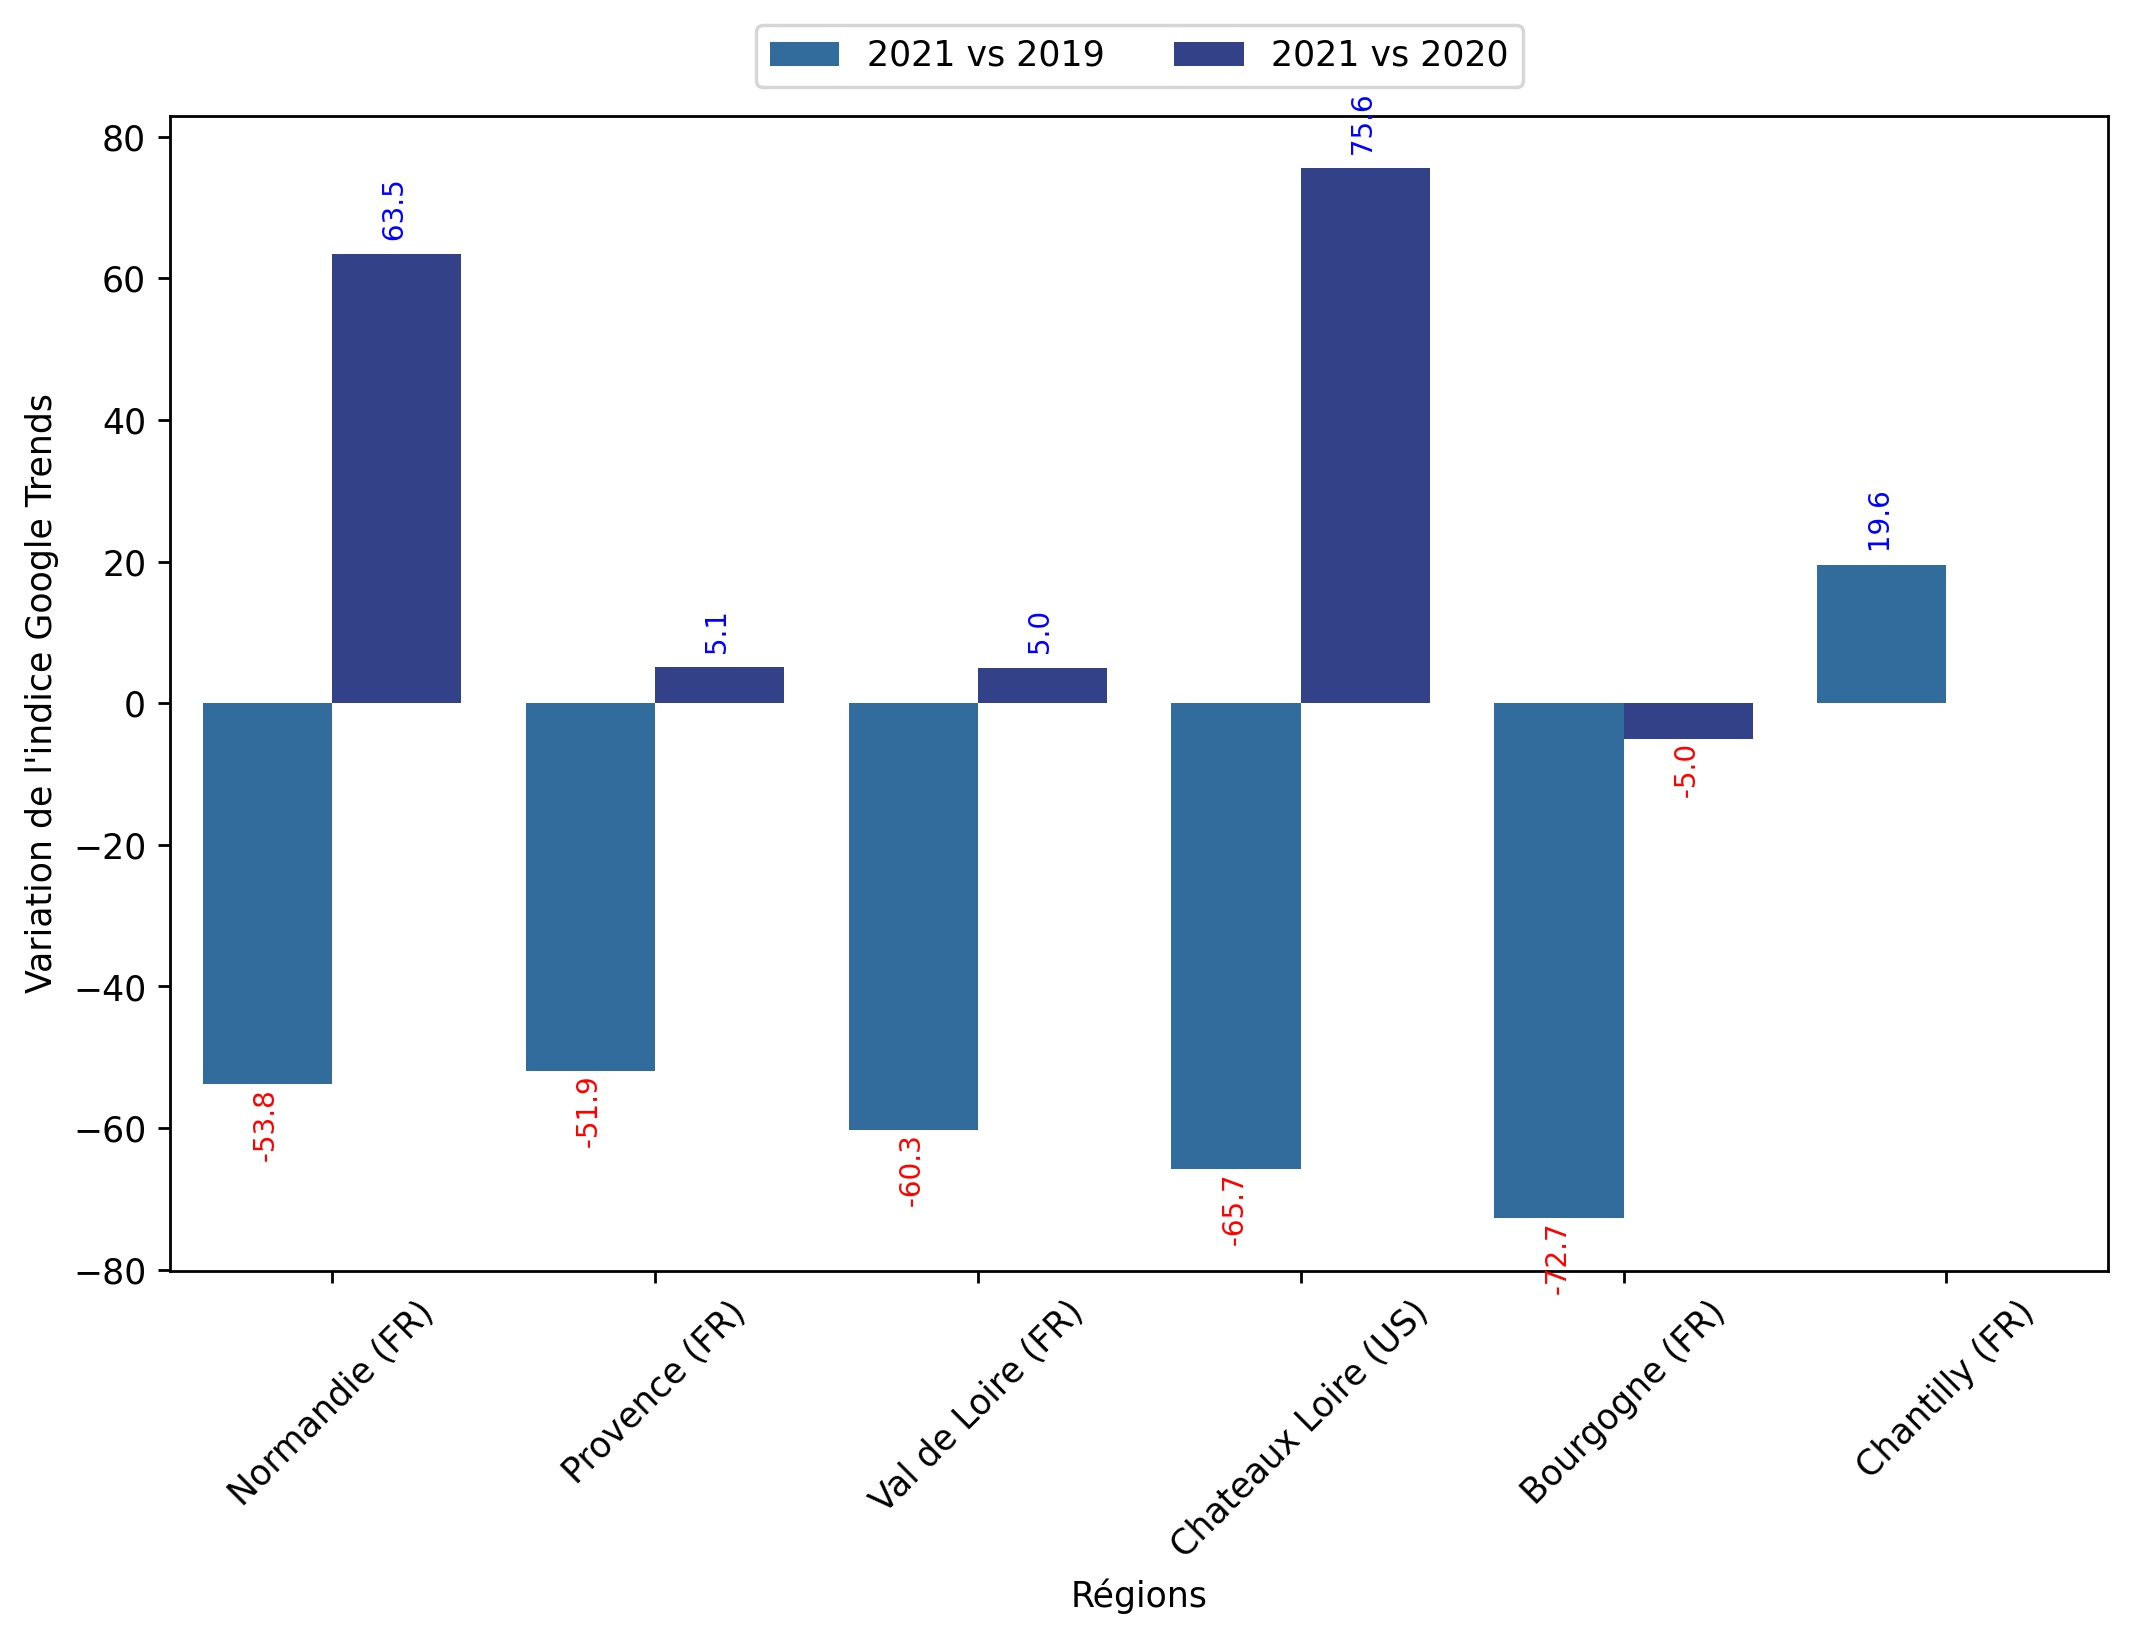 2021 vs 2019
2021 vs 2020
Variation de l'indice Google Trends
80
60
40
20
0
−20
−40
−60
−80
63.5
5.1
5.0
75.6
19.6
-53.8
-51.9
-60.3
-65.7
-72.7
-5.0
Normandie (FR)
Provence (FR)
Val de Loire (FR)
Chateaux Loire (US)
Bourgogne (FR)
Chantilly (FR)
Régions